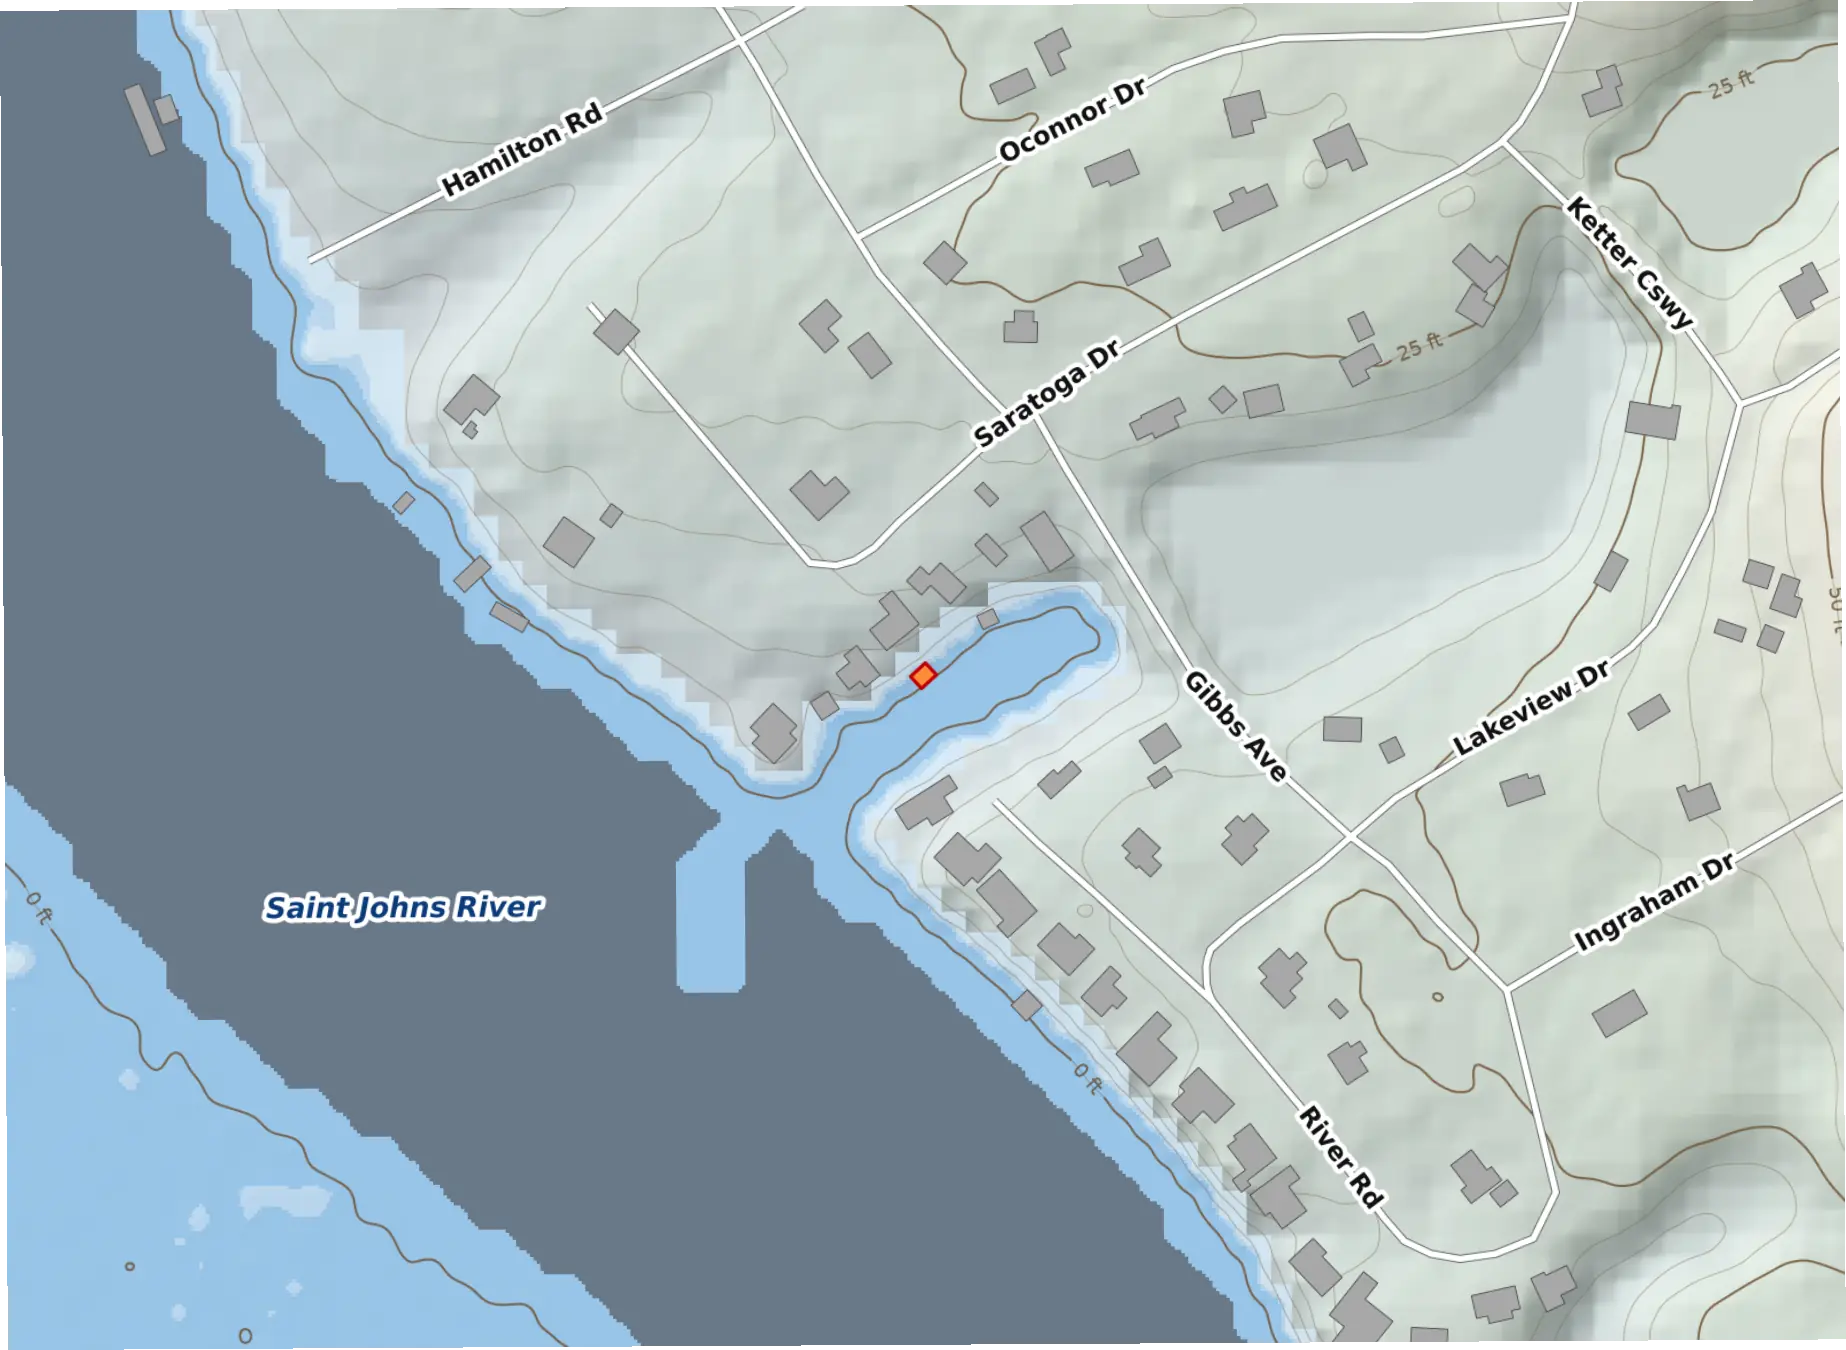 25 ft
Oconnor Dr
Hamilton Rd
Ketter Cswy
25 ft
Saratoga Dr
50 ft
Gibbs Ave
Lakeview Dr
Ingraham Dr
Saint Johns River
0 ft
0 ft
River Rd